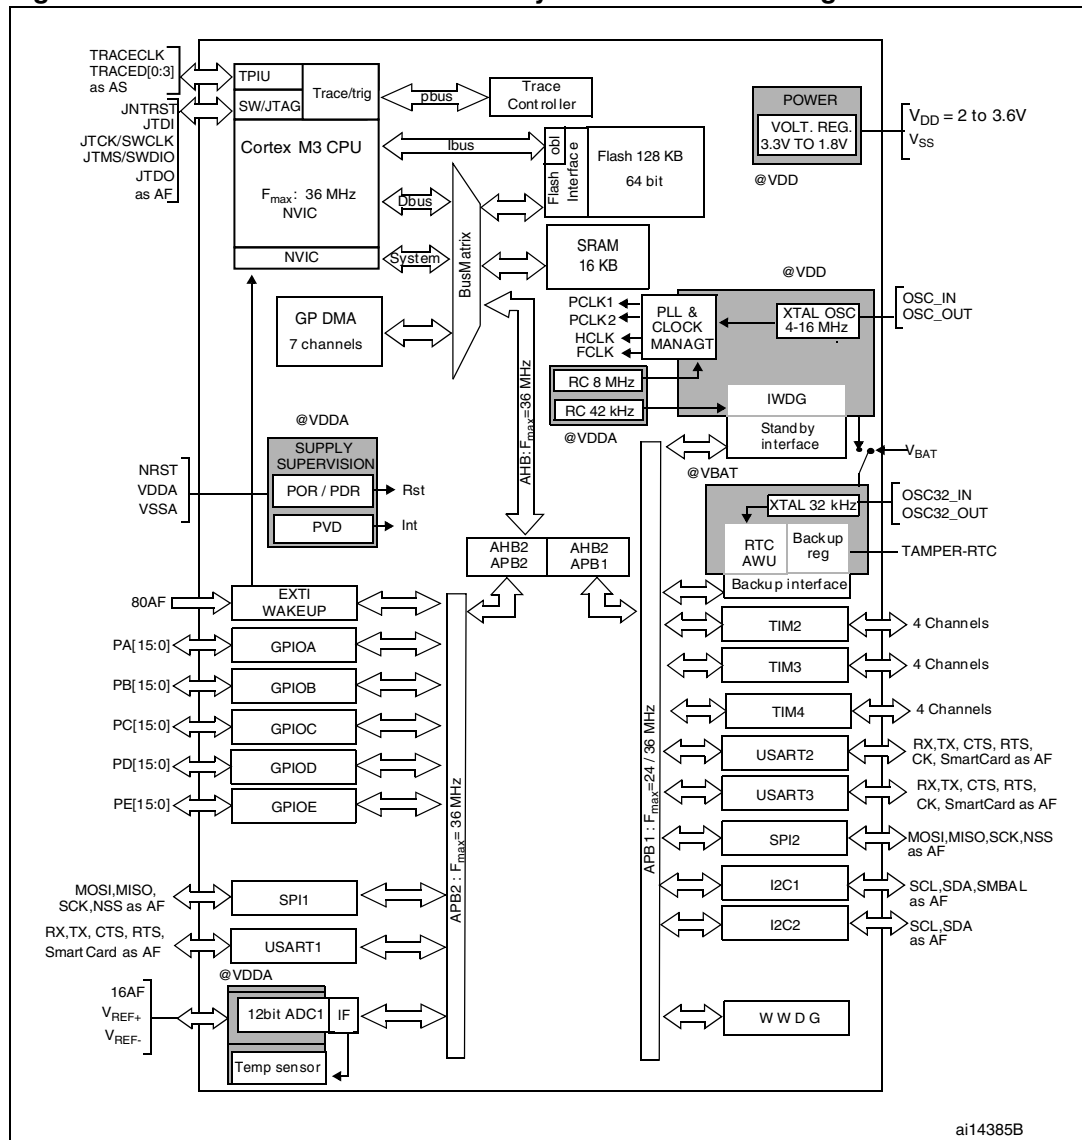 TRACECLK
TRACED[0:3]
as AS
JNTRST
JTDI
JTCK/SWCLK
JTMS/SWDIO
JTDO
as AF
TPIU
SW/JTAG
Trace/trig
Cortex M3 CPU
Fmax: 36 MHz
NVIC
NVIC
pbus
Trace
Controller
Ibus
Dbus
System
BusMatrix
obl
Flash
Interface
Flash 128 KB
64 bit
SRAM
16 KB
GP DMA
7 channels
POWER
VOLT. REG.
3.3V TO 1.8V
@VDD
VDD = 2 to 3.6V
VSS
@VDD
PCLK1
PCLK2
HCLK
FCLK
PLL &
CLOCK
MANAGT
XTAL OSC
4-16 MHz
OSC_IN
OSC_OUT
RC 8 MHz
RC 42 kHz
@VDDA
IWDG
Standby
interface
VBAT
@VBAT
XTAL 32 kHz
OSC32_IN
OSC32_OUT
RTC
AWU
Backup
reg
TAMPER-RTC
Backup interface
@VDDA
SUPPLY
SUPERVISION
NRST
VDDA
VSSA
POR / PDR
Rst
PVD
Int
AHB: Fmax=36 MHz
AHB2
APB2
AHB2
APB1
80AF
EXTI
WAKEUP
PA[15:0]
GPIOA
PB[15:0]
GPIOB
PC[15:0]
GPIOC
PD[15:0]
GPIOD
PE[15:0]
GPIOE
MOSI,MISO,
SCK,NSS as AF
SPI1
RX,TX, CTS, RTS,
SmartCard as AF
USART1
@VDDA
16AF
VREF+
VREF-
12bit ADC1
IF
Temp sensor
APB2 : Fmax= 36 MHz
APB1 : Fmax=24 / 36 MHz
TIM2
4 Channels
TIM3
4 Channels
TIM4
4 Channels
USART2
RX,TX, CTS, RTS,
CK, SmartCard as AF
USART3
RX,TX, CTS, RTS,
CK, SmartCard as AF
SPI2
MOSI,MISO,SCK,NSS
as AF
I2C1
SCL,SDA,SMBAL
as AF
I2C2
SCL,SDA
as AF
WWDG
ai14385B